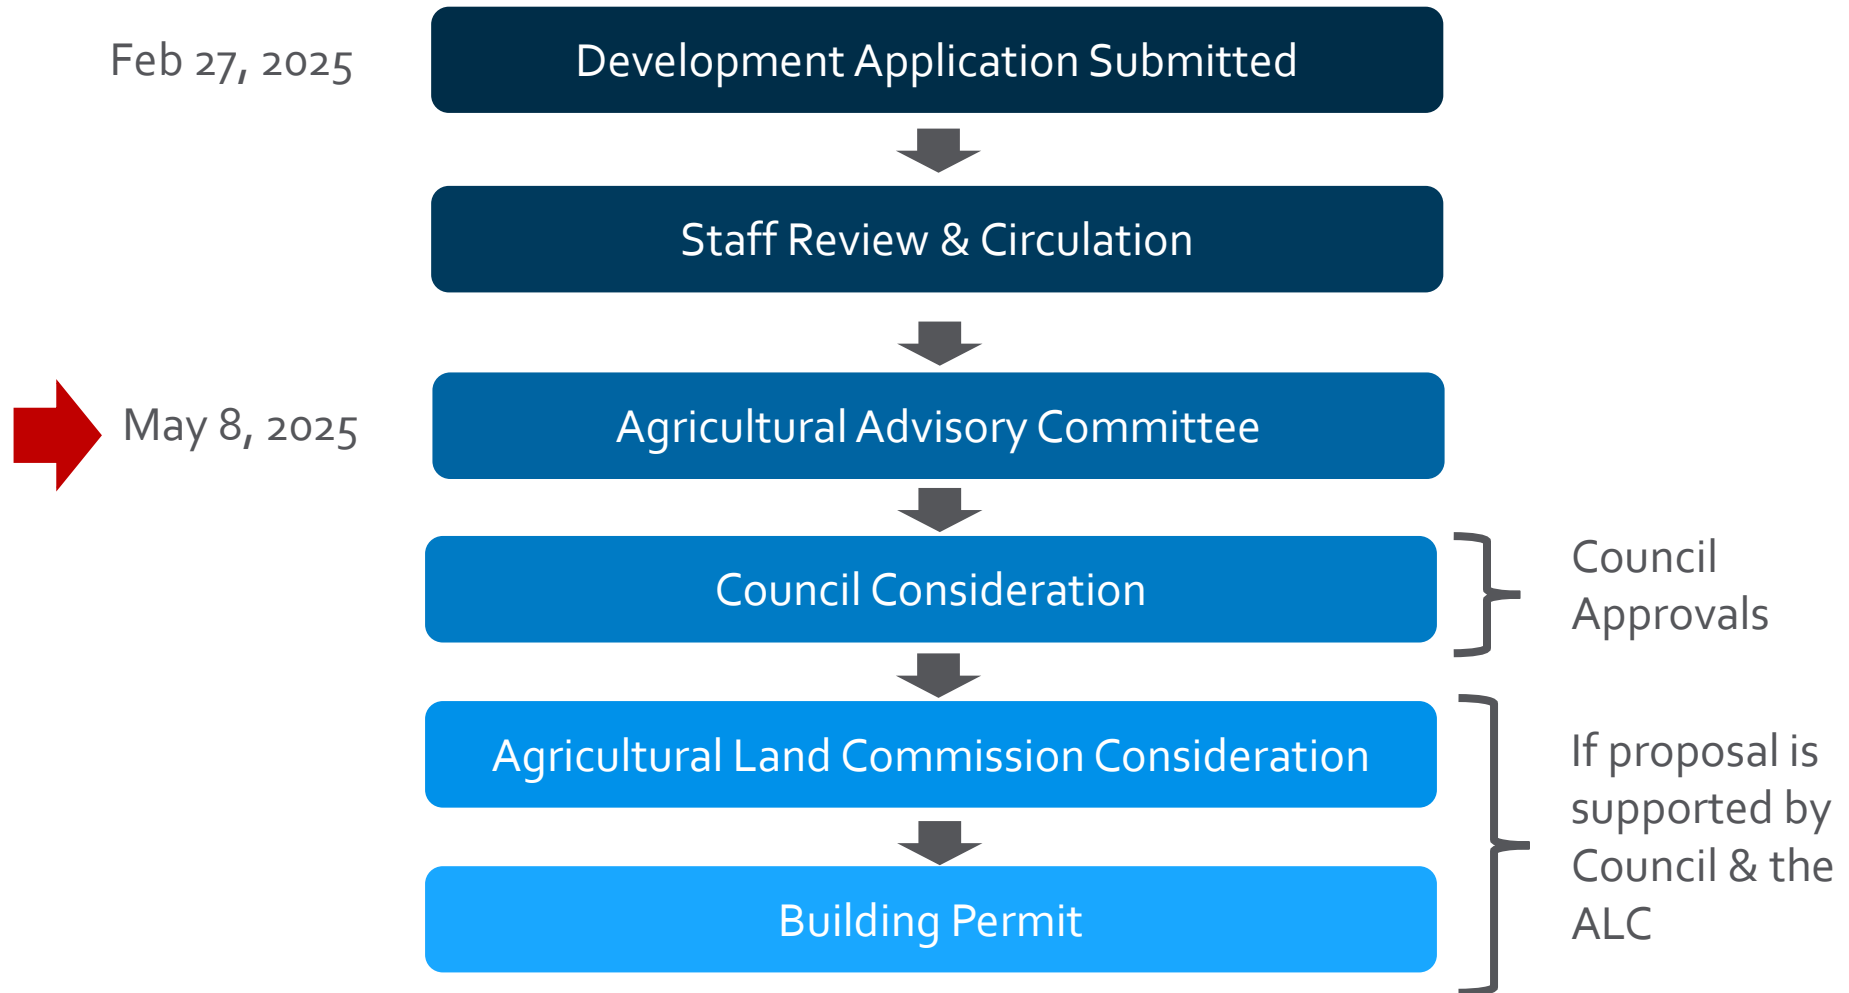 Feb 27, 2025
Development Application Submitted
Staff Review & Circulation
May 8, 2025
Agricultural Advisory Committee
Council Consideration
Council
Approvals
Agricultural Land Commission Consideration
If proposal is
supported by
Council & the
ALC
Building Permit